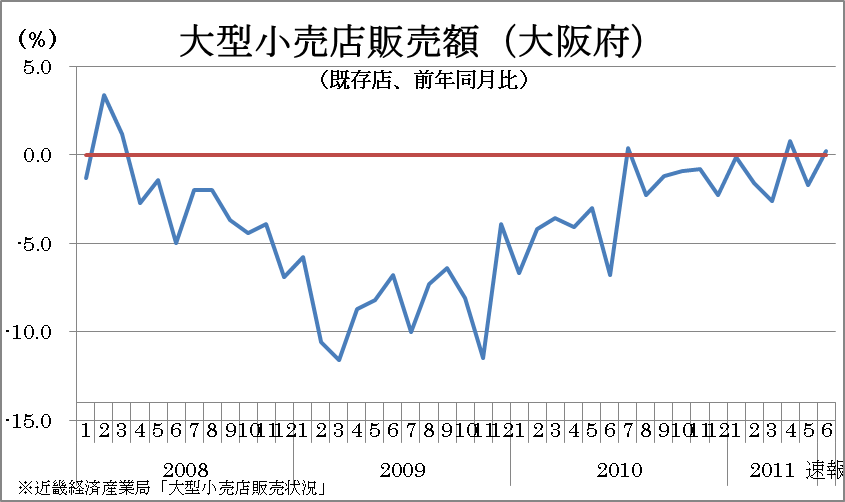 (%)
大型小売店販売額（大阪府）
（既存店、前年同月比）
5.0
0.0
-5.0
-10.0
-15.0
1 2 3 4 5 6 7 8 9 10 11 12 1 2 3 4 5 6 7 8 9 10 11 12 1 2 3 4 5 6 7 8 9 10 11 12 1 2 3 4 5 6
2008 2009 2010 2011 速報
※近畿経済産業局「大型小売店販売状況」